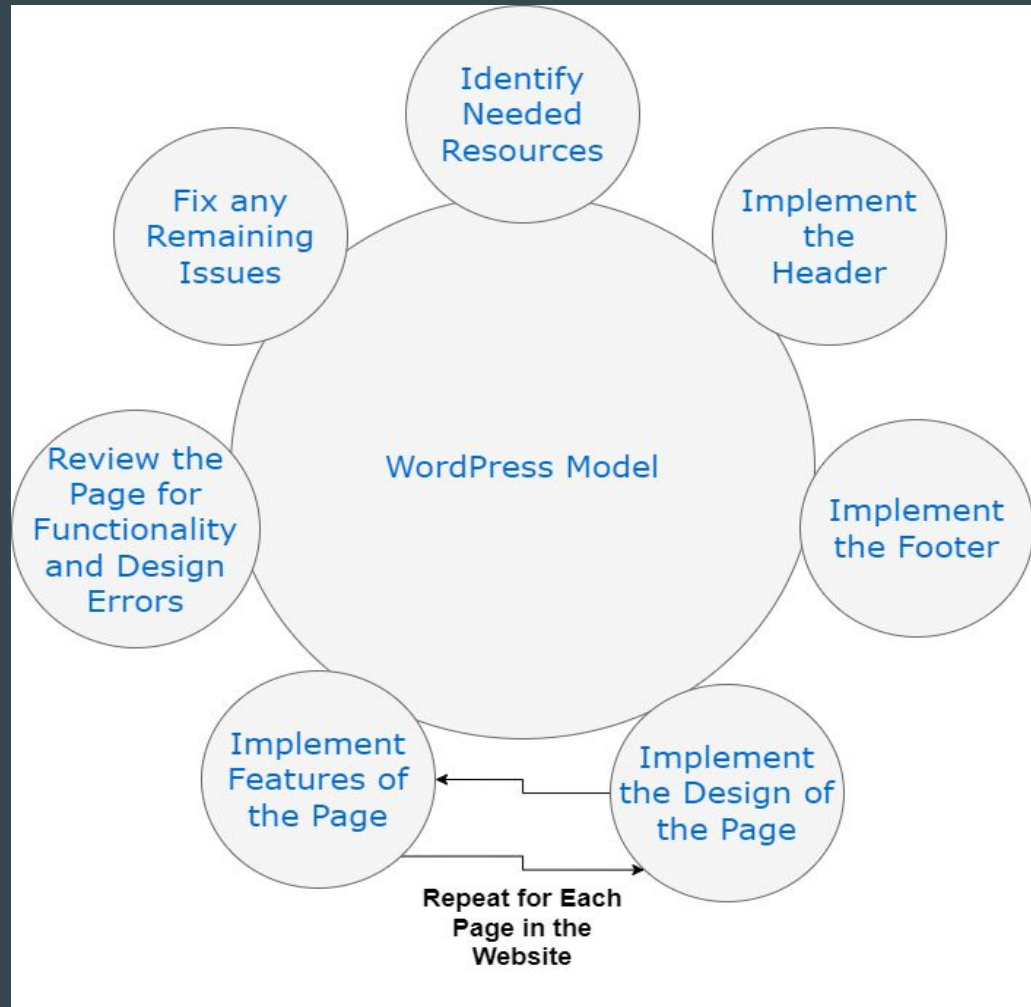 Identify
Needed
Resources
Implement
the
Header
Implement
the Footer
Implement
the Design of
the Page
Implement
Features of
the Page
Review the
Page for
Functionality
and Design
Errors
Fix any
Remaining
Issues
WordPress Model
Repeat for Each
Page in the
Website